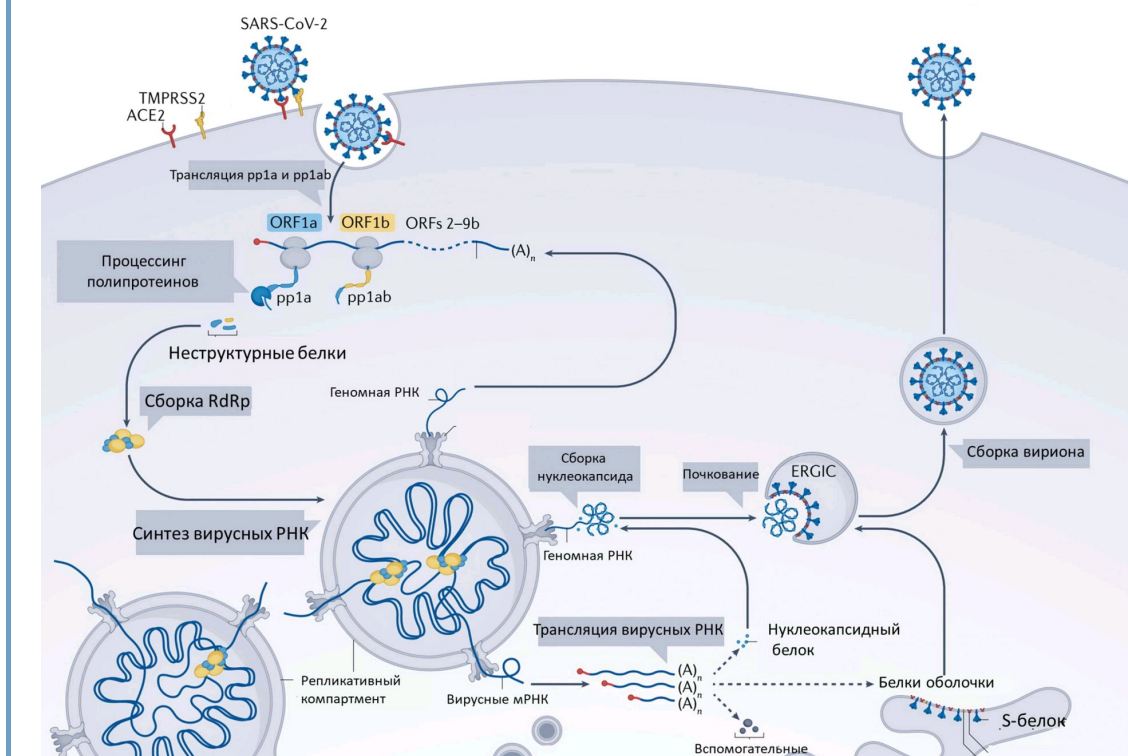 SARS-CoV-2
TMPRSS2
ACE2
Трансляция pp1a и pp1ab
ORF1a
ORF1b
ORFs 2–9b
(A)n
Процессинг
полипротеинов
pp1a
pp1ab
Неструктурные белки
Геномная РНК
Сборка RdRp
Сборка
нуклеокапсида
Почкование
ERGIC
Сборка вириона
Синтез вирусных РНК
Геномная РНК
Трансляция вирусных РНК
Нуклеокапсидный
белок
Репликативный
компартмент
Вирусные мРНК
(A)n
(A)n
(A)n
Белки оболочки
S-белок
Вспомогательные